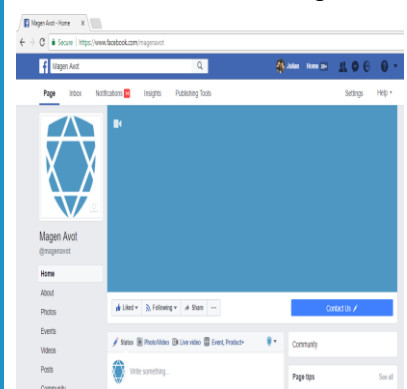 Magen Avot - Home
Secure | https://www.facebook.com/magenavot
Magen Avot
Julian Home
Page Inbox Notifications Insights Publishing Tools Settings Help
Magen Avot
@magenavot
Home
About
Photos
Events
Videos
Posts
Community
Liked Following Share ...
Contact Us
Status Photo/Video Live video Event, Product+
Write something...
Community
Page tips See all